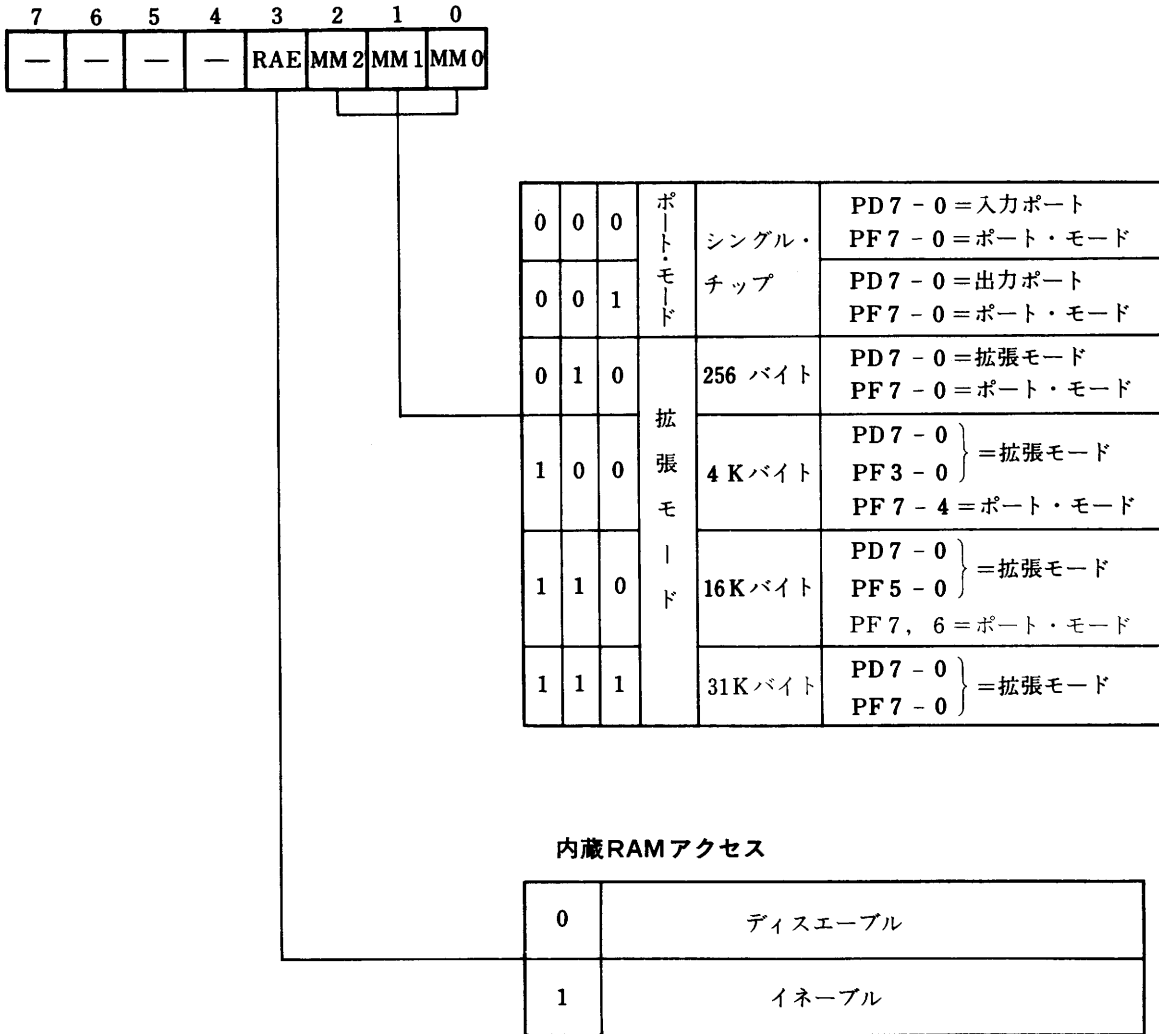 7 6 5 4 3 2 1 0
— — — — RAE MM2 MM1 MM0
0 0 0 ポート・モード シングル・チップ PD7-0=入力ポート
PF7-0=ポート・モード
0 0 1 PD7-0=出力ポート
PF7-0=ポート・モード
0 1 0 拡張モード 256 バイト PD7-0=拡張モード
PF7-0=ポート・モード
1 0 0 4Kバイト PD7-0
PF3-0 } =拡張モード
PF7-4=ポート・モード
1 1 0 16Kバイト PD7-0
PF5-0 } =拡張モード
PF7, 6=ポート・モード
1 1 1 31Kバイト PD7-0
PF7-0 } =拡張モード
内蔵RAMアクセス
0 ディスエーブル
1 イネーブル